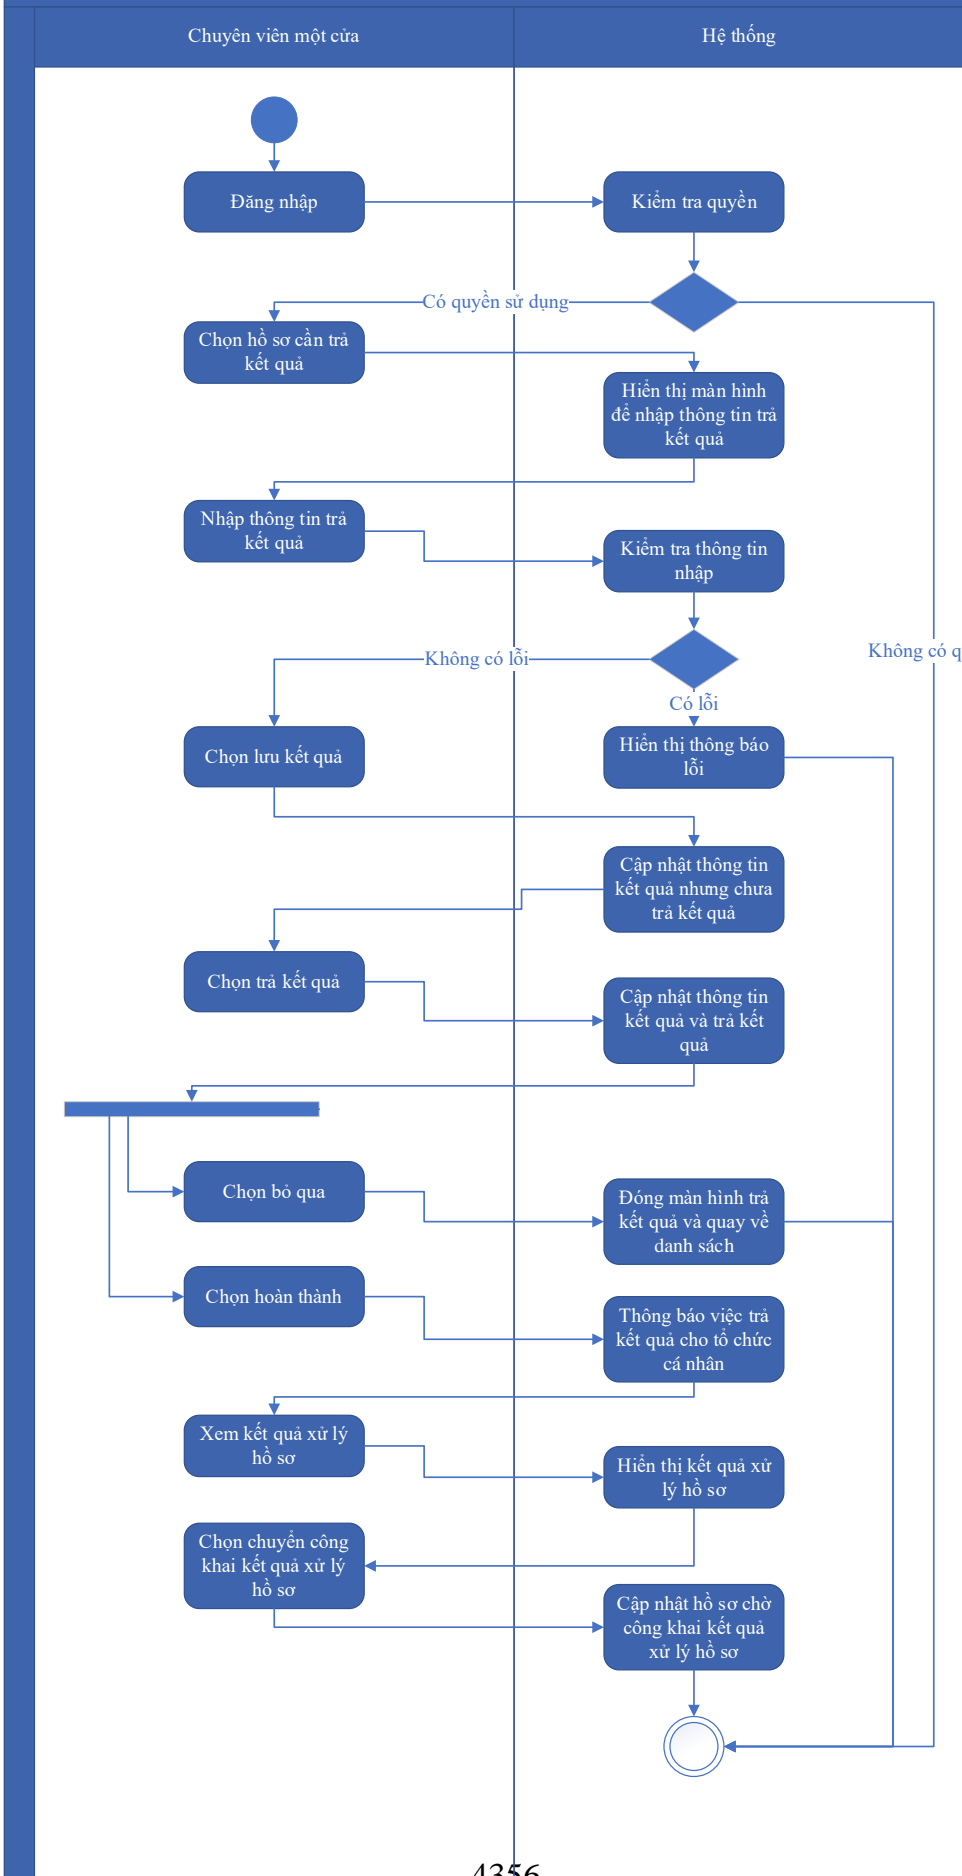 Chuyên viên một cửa
Hệ thống
Đăng nhập
Kiểm tra quyền
Có quyền sử dụng
Chọn hồ sơ cần trả
kết quả
Hiển thị màn hình
để nhập thông tin trả
kết quả
Nhập thông tin trả
kết quả
Kiểm tra thông tin
nhập
Không có q
Không có lỗi
Có lỗi
Chọn lưu kết quả
Hiển thị thông báo
lỗi
Cập nhật thông tin
kết quả nhưng chưa
trả kết quả
Chọn trả kết quả
Cập nhật thông tin
kết quả và trả kết
quả
Chọn bỏ qua
Đóng màn hình trả
kết quả và quay về
danh sách
Chọn hoàn thành
Thông báo việc trả
kết quả cho tổ chức
cá nhân
Xem kết quả xử lý
hồ sơ
Hiển thị kết quả xử
lý hồ sơ
Chọn chuyển công
khai kết quả xử lý
hồ sơ
Cập nhật hồ sơ chờ
công khai kết quả
xử lý hồ sơ
4356